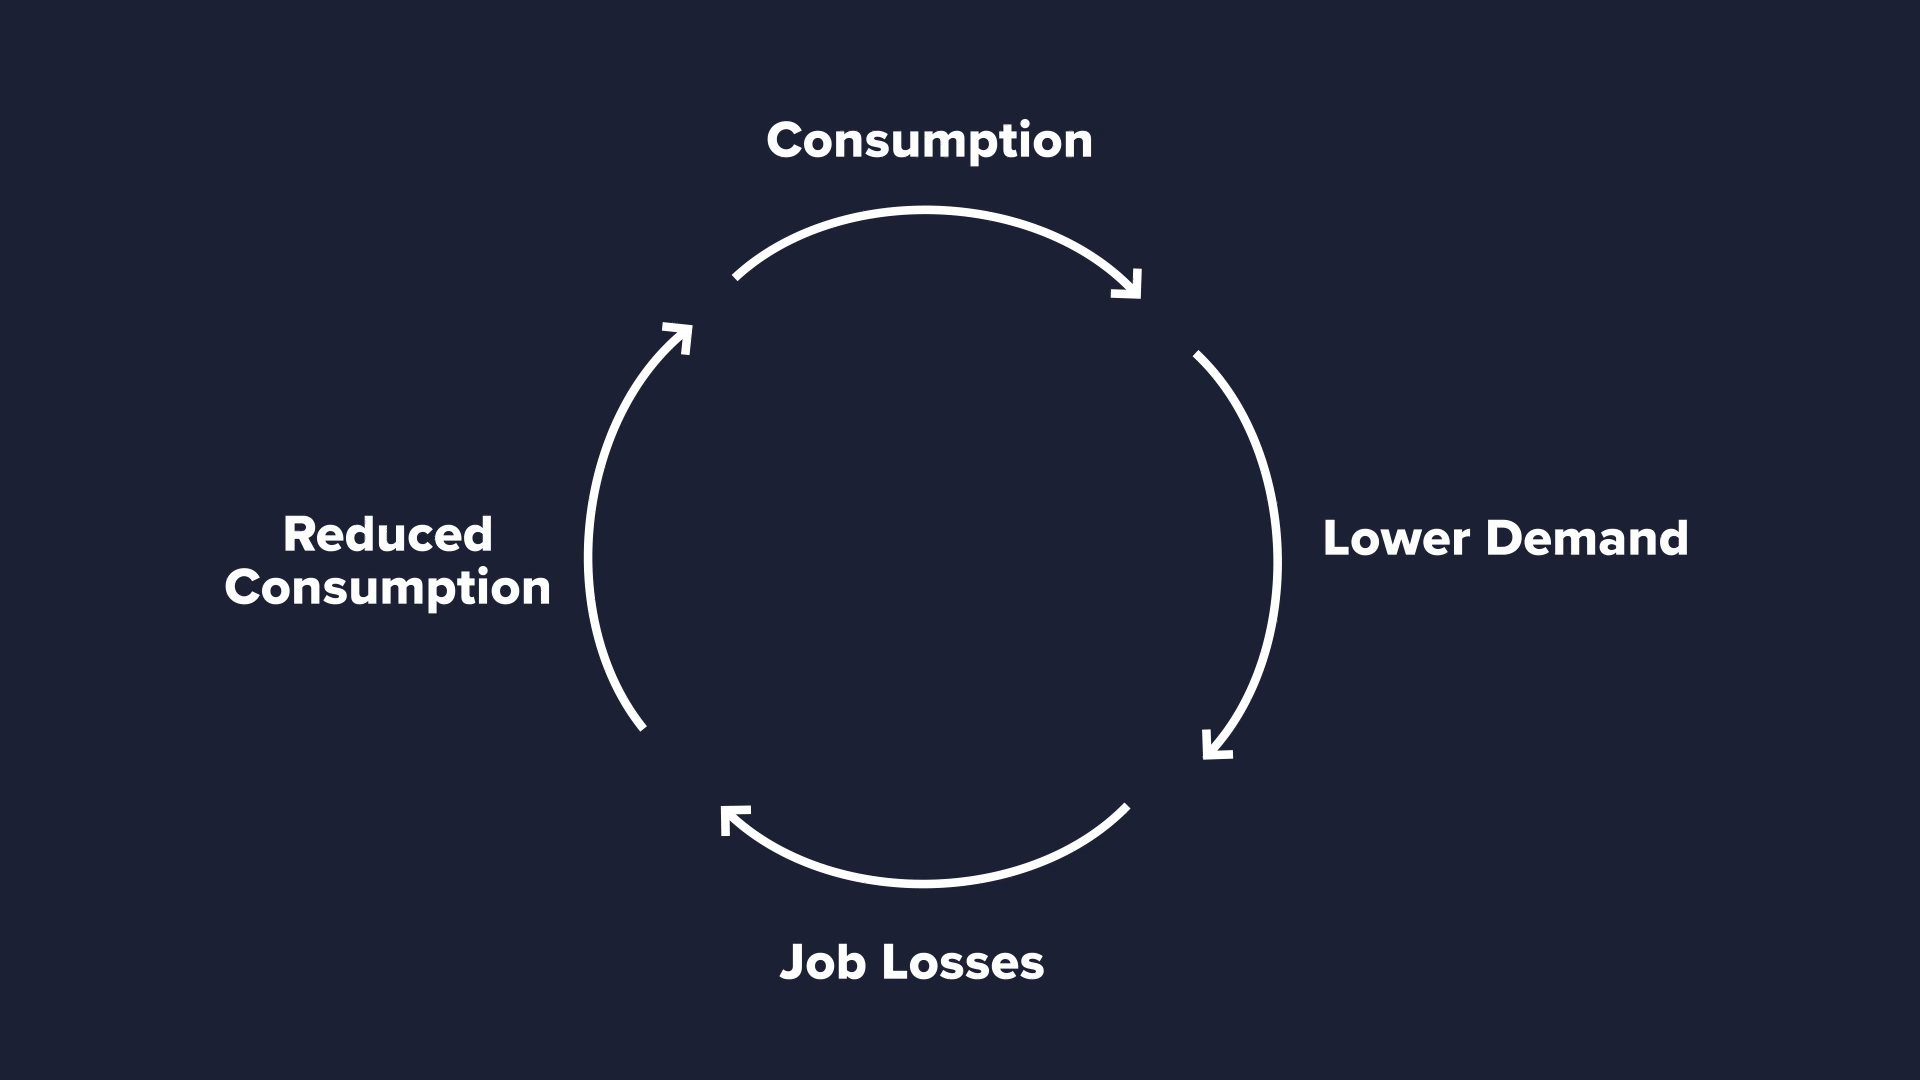 Consumption
Lower Demand
Job Losses
Reduced
Consumption